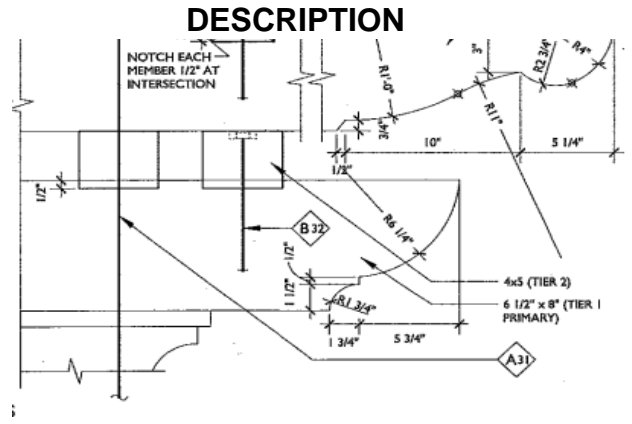 DESCRIPTION
NOTCH EACH
MEMBER 1/2" AT
INTERSECTION
3"
R2 3/4"
R4"
R1'-0"
R11"
3/4"
10"
5 1/4"
1/2"
1/2"
R6 1/4"
B 32
1/2"
1 1/2"
R1 3/4"
4x5 (TIER 2)
6 1/2" x 8" (TIER 1
PRIMARY)
1 3/4"
5 3/4"
A 31